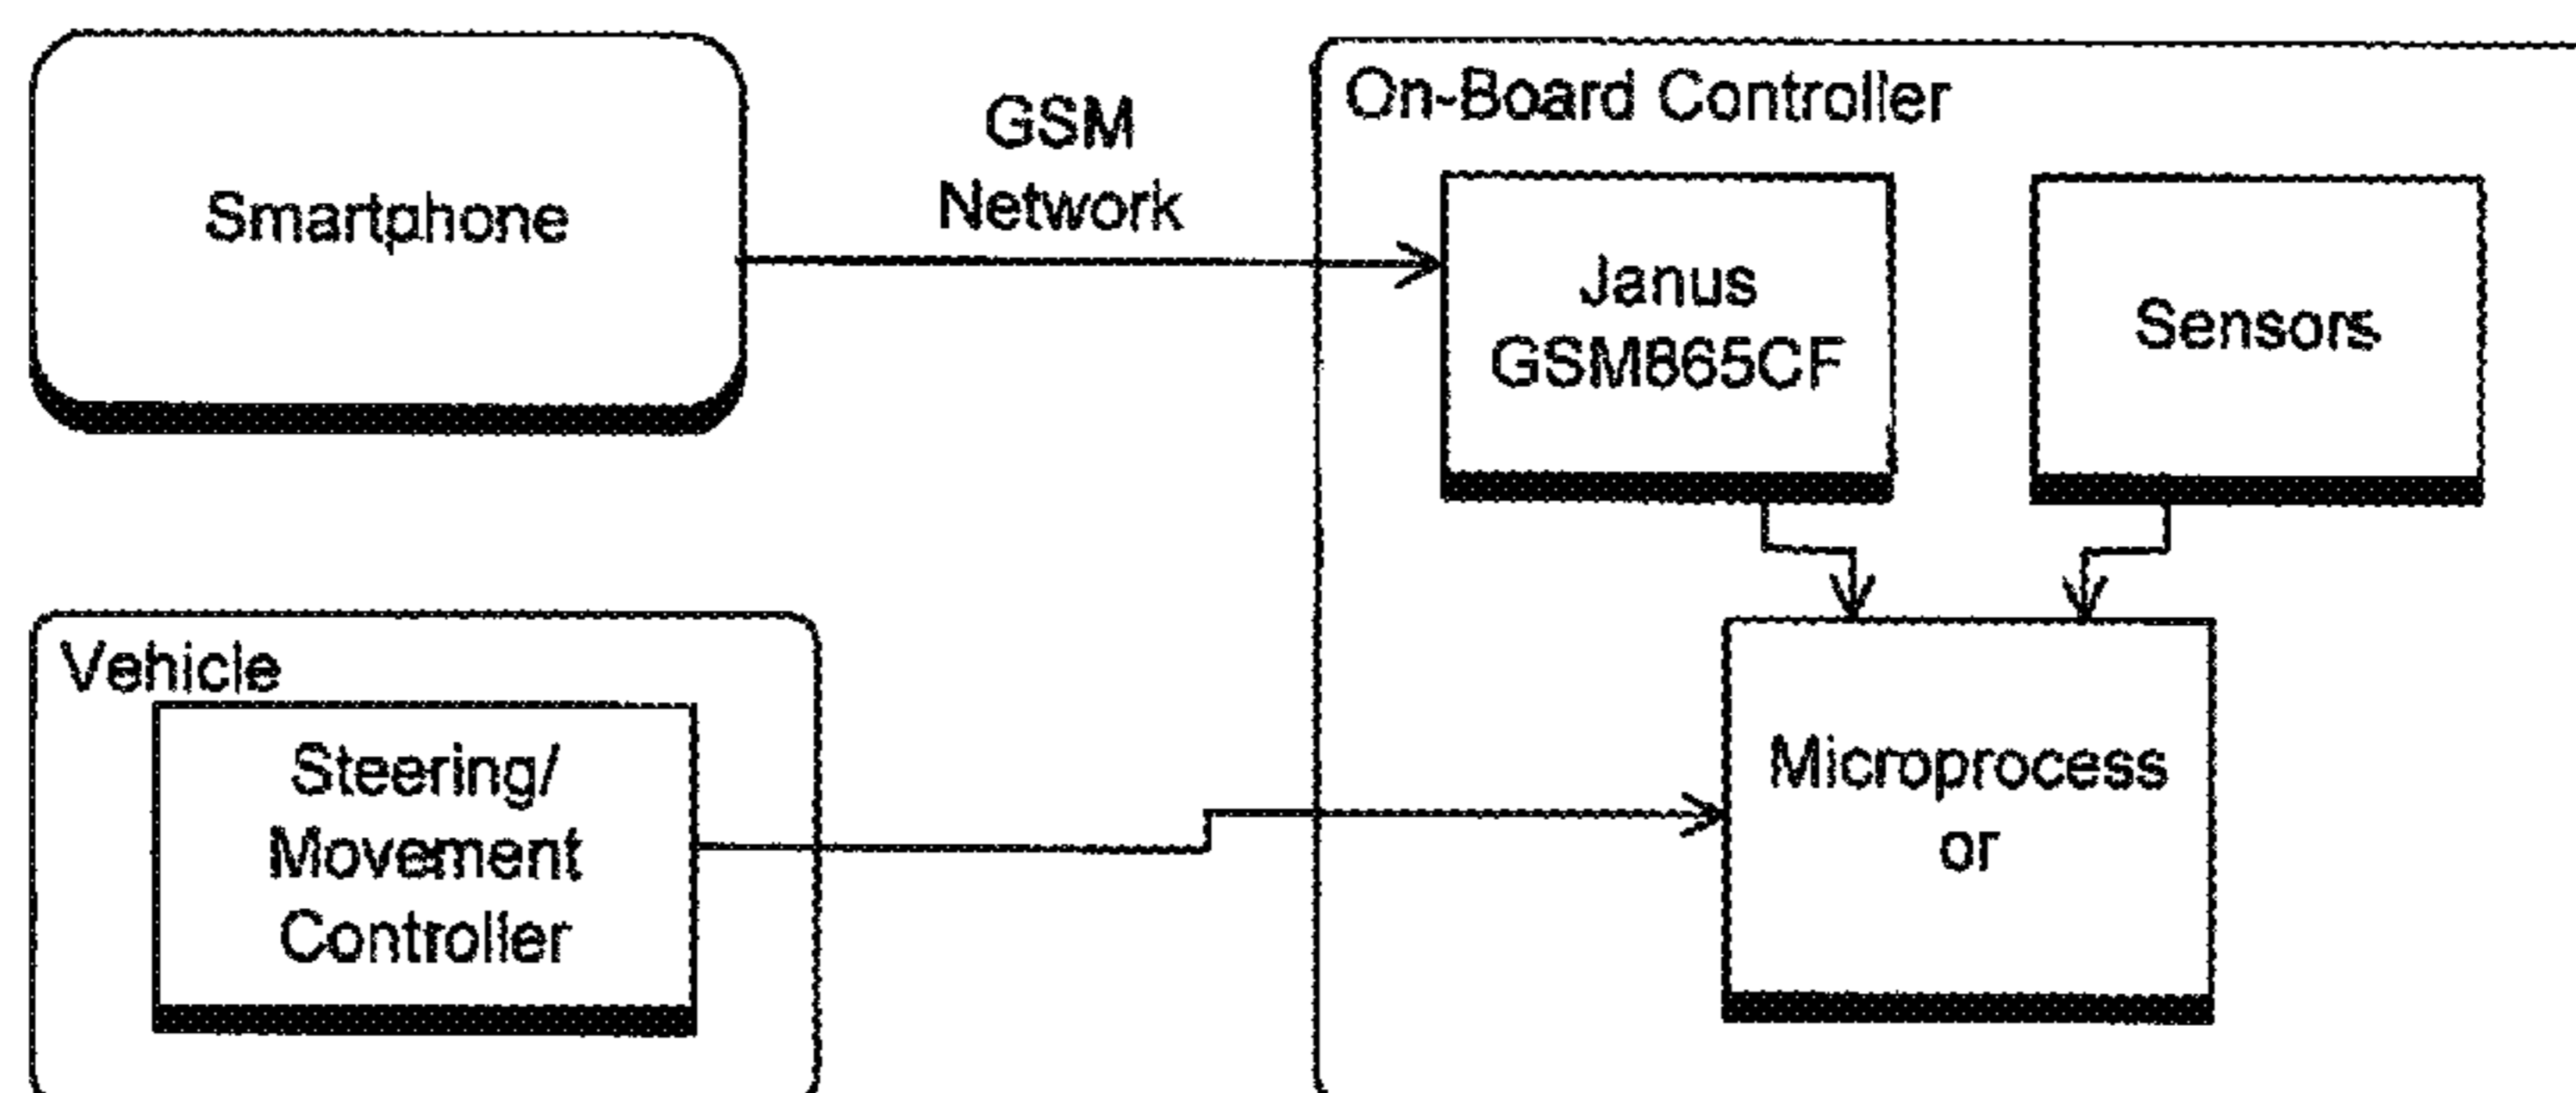 Smartphone
GSM
Network
On-Board Controller
Janus
GSM865CF
Sensors
Vehicle
Steering/
Movement
Controller
Microprocess
or